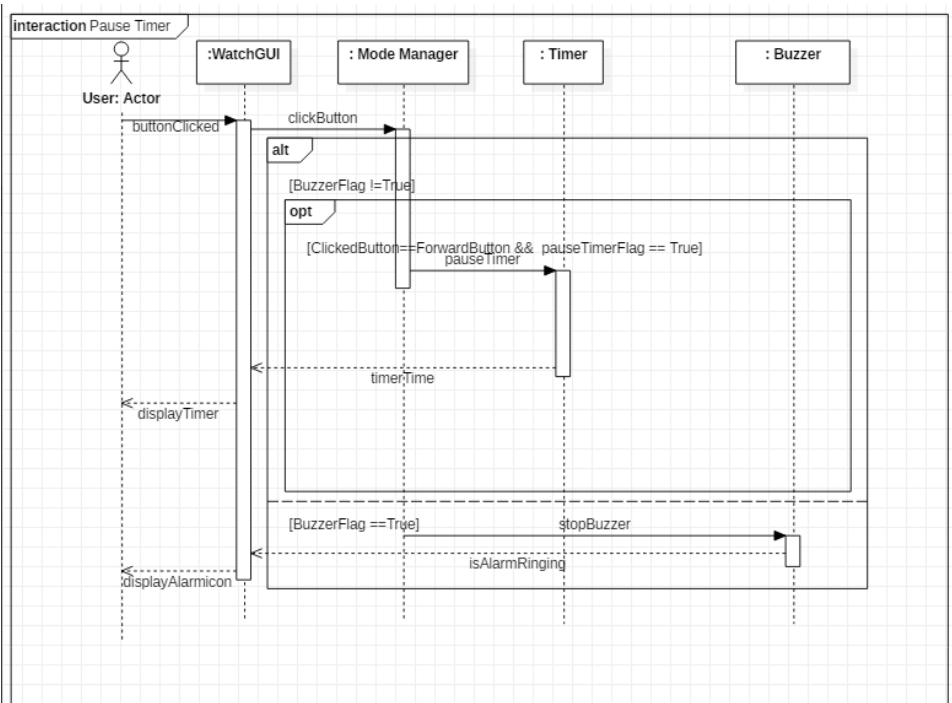 interaction Pause Timer
:WatchGUI
: Mode Manager
: Timer
: Buzzer
User: Actor
buttonClicked
clickButton
alt
[BuzzerFlag !=True]
opt
[ClickedButton==ForwardButton && pauseTimerFlag == True]
pauseTimer
timerTime
displayTimer
[BuzzerFlag ==True]
stopBuzzer
isAlarmRinging
displayAlarmicon